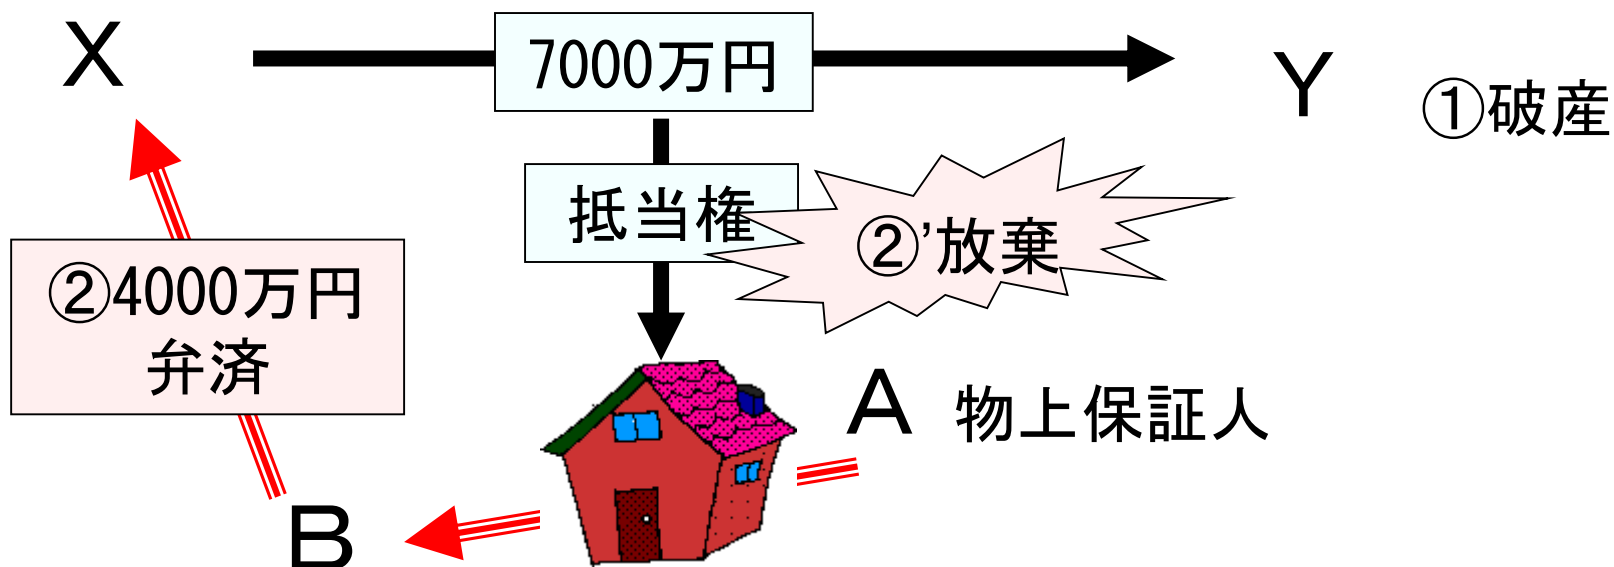 X
7000万円
Y
①破産
抵当権
②’放棄
②4000万円
弁済
A 物上保証人
B